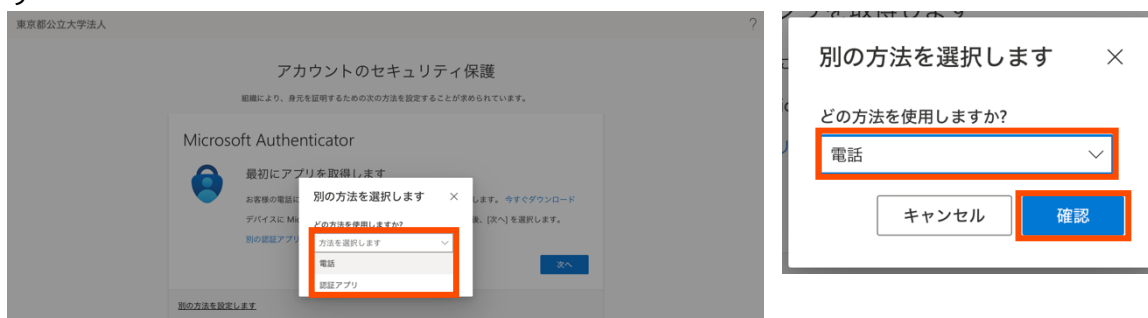 す
東京都公立大学法人
?
アカウントのセキュリティ保護
組織により、身元を証明するための次の方法を設定することが求められています。
Microsoft Authenticator
最初にアプリを取得します
お客様の電話に
します。 今すぐダウンロード
デバイスに Mi
後、[次へ] を選択します。
別の認証アプリ
次へ
別の方法を設定します
別の方法を選択します
どの方法を使用しますか?
方法を選択します
電話
認証アプリ
別の方法を選択します
どの方法を使用しますか?
電話
キャンセル
確認